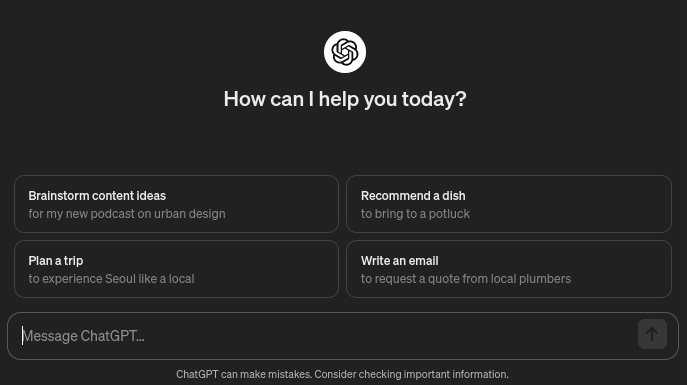 How can I help you today?
Brainstorm content ideas
for my new podcast on urban design
Recommend a dish
to bring to a potluck
Plan a trip
to experience Seoul like a local
Write an email
to request a quote from local plumbers
Message ChatGPT...
ChatGPT can make mistakes. Consider checking important information.